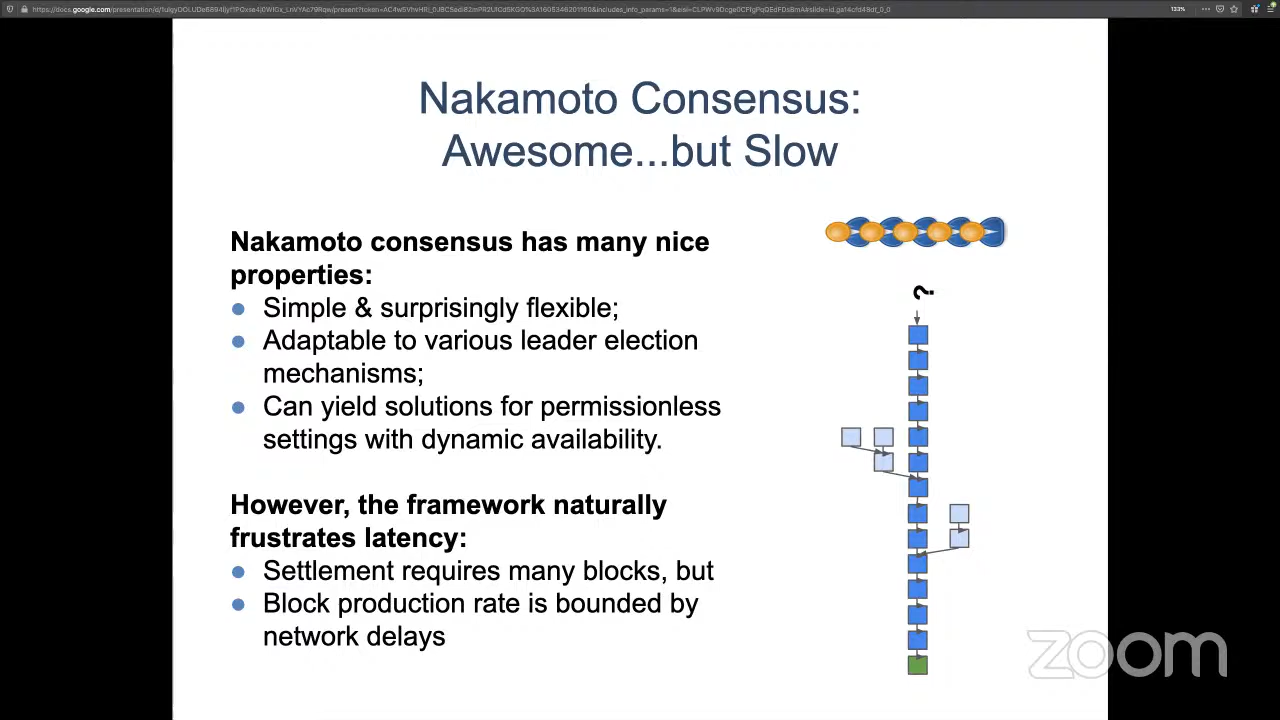 133%
Nakamoto Consensus:
Awesome...but Slow
Nakamoto consensus has many nice
properties:
● Simple & surprisingly flexible;
● Adaptable to various leader election
mechanisms;
● Can yield solutions for permissionless
settings with dynamic availability.
However, the framework naturally
frustrates latency:
● Settlement requires many blocks, but
● Block production rate is bounded by
network delays
?
zoom